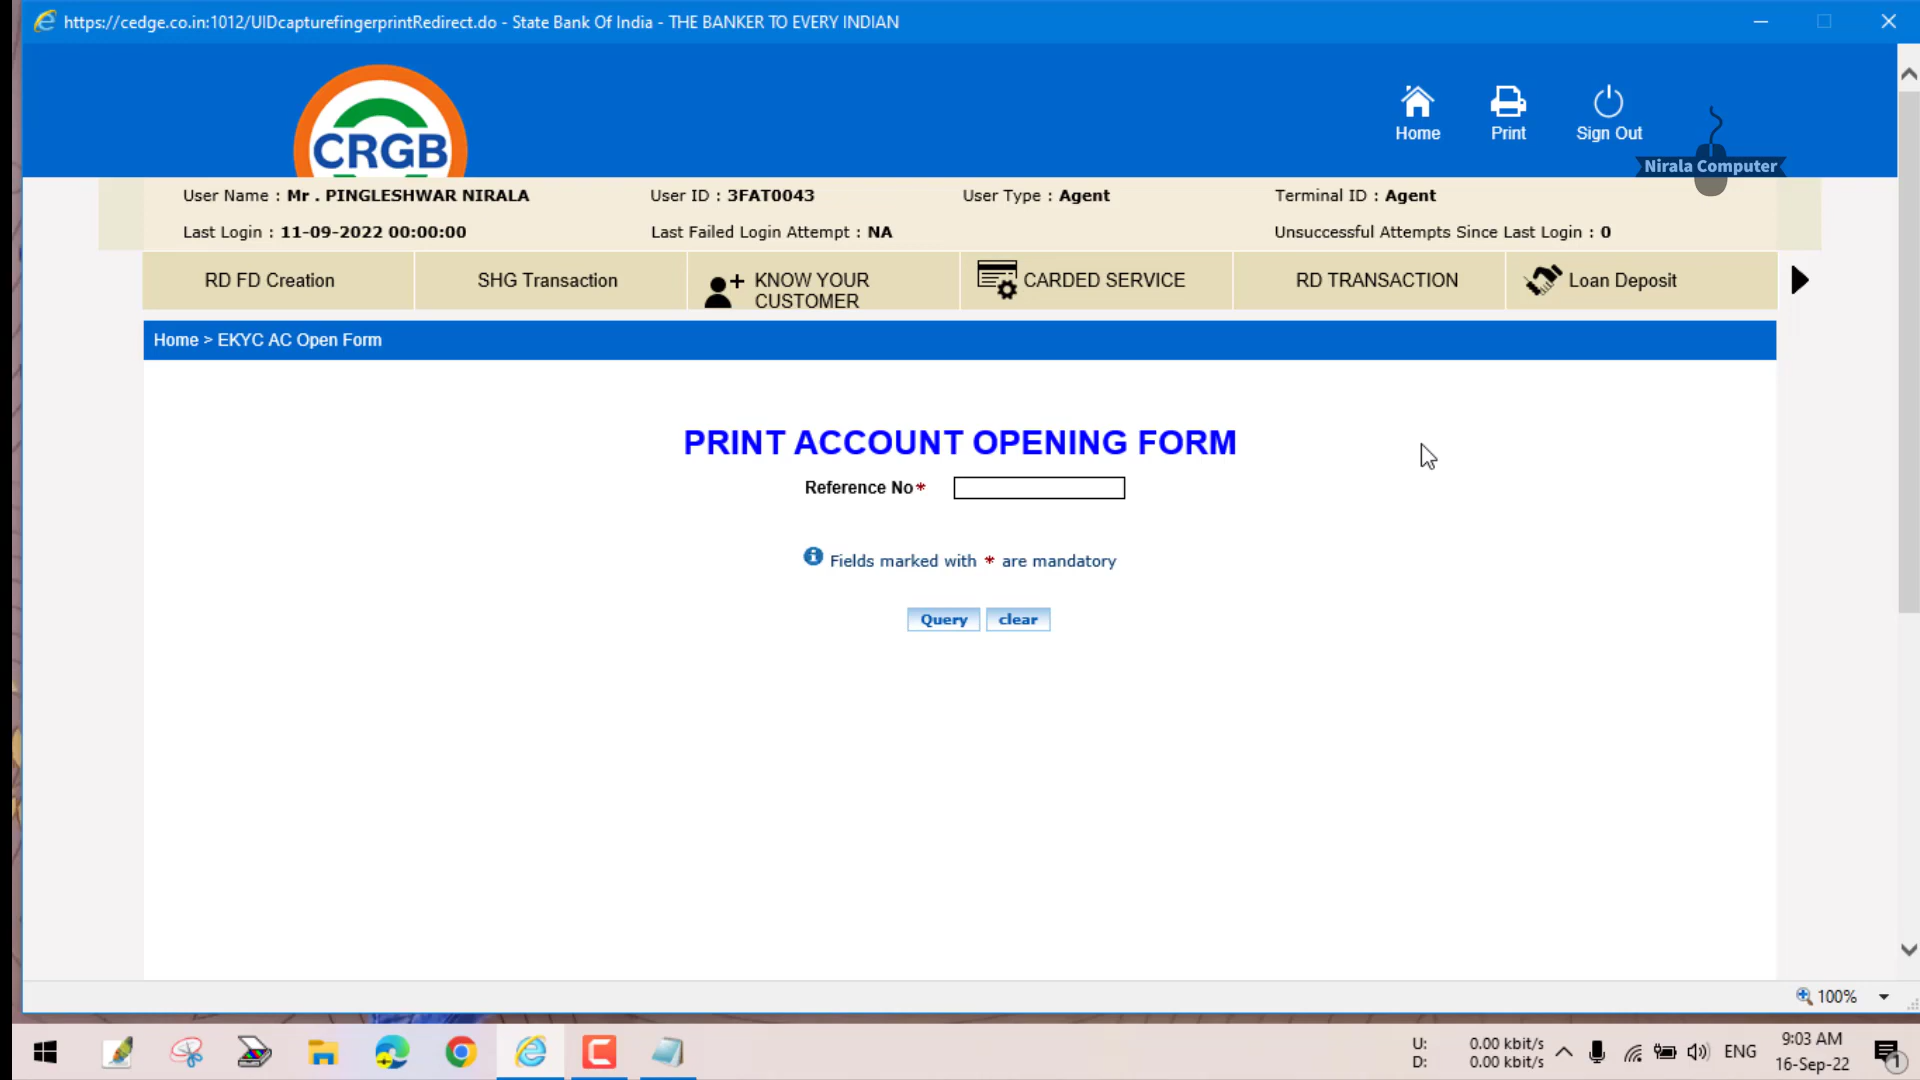 https://cedge.co.in:1012/UIDcapturefingerprintRedirect.do - State Bank Of India - THE BANKER TO EVERY INDIAN
CRGB
Home
Print
Sign Out
Nirala Computer
User Name : Mr . PINGLESHWAR NIRALA
User ID : 3FAT0043
User Type : Agent
Terminal ID : Agent
Last Login : 11-09-2022 00:00:00
Last Failed Login Attempt : NA
Unsuccessful Attempts Since Last Login : 0
RD FD Creation
SHG Transaction
KNOW YOUR
CUSTOMER
CARDED SERVICE
RD TRANSACTION
Loan Deposit
Home > EKYC AC Open Form
PRINT ACCOUNT OPENING FORM
Reference No*
Fields marked with * are mandatory
Query
clear
100%
U: 0.00 kbit/s
D: 0.00 kbit/s
ENG
9:03 AM
16-Sep-22
1